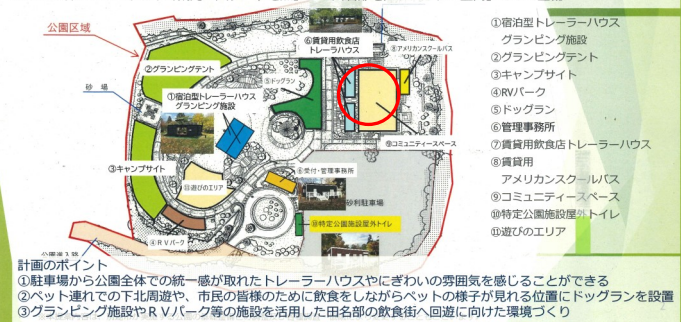 公園区域
砂 場
②グランピングテント
①宿泊型トレーラーハウス
グランピング施設
③キャンプサイト
⑪遊びのエリア
④RVパーク
公園進入路
⑤ドッグラン
⑥賃貸用飲食店
トレーラハウス
⑧アメリカンスクールバス
⑨コミュニティースペース
⑥受付・管理事務所
砂利駐車場
⑩特定公園施設屋外トイレ
①宿泊型トレーラーハウス
グランピング施設
②グランピングテント
③キャンプサイト
④RVパーク
⑤ドッグラン
⑥管理事務所
⑦賃貸用飲食店トレーラーハウス
⑧賃貸用
アメリカンスクールバス
⑨コミュニティースペース
⑩特定公園施設屋外トイレ
⑪遊びのエリア
2
計画のポイント
①駐車場から公園全体での統一感が取れたトレーラーハウスやにぎわいの雰囲気を感じることができる
②ペット連れでの下北周遊や、市民の皆様のために飲食をしながらペットの様子が見れる位置にドッグランを設置
③グランピング施設やRVパーク等の施設を活用した田名部の飲食街へ回遊に向けた環境づくり